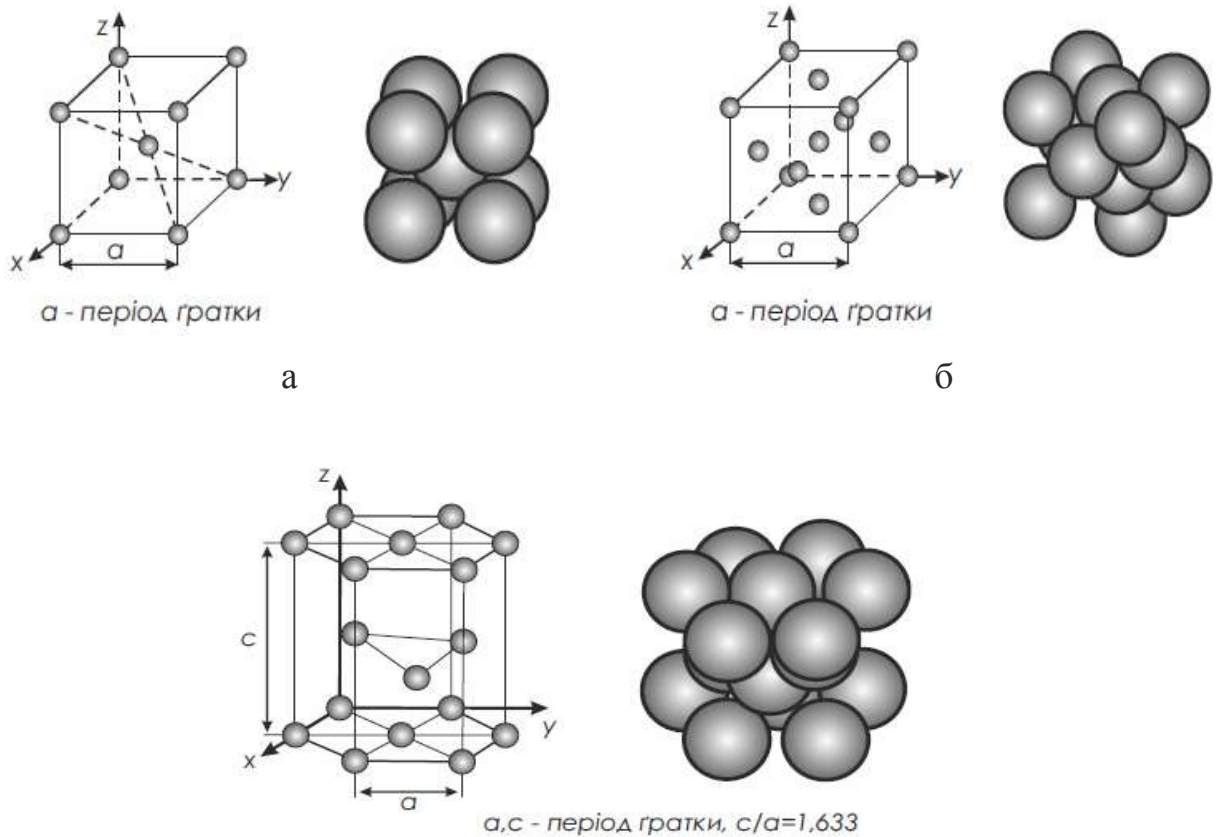 z
z
y
y
x
a
x
a
a - період ґратки
a - період ґратки
а
б
z
c
y
x
a
a,c - період ґратки, c/a=1,633